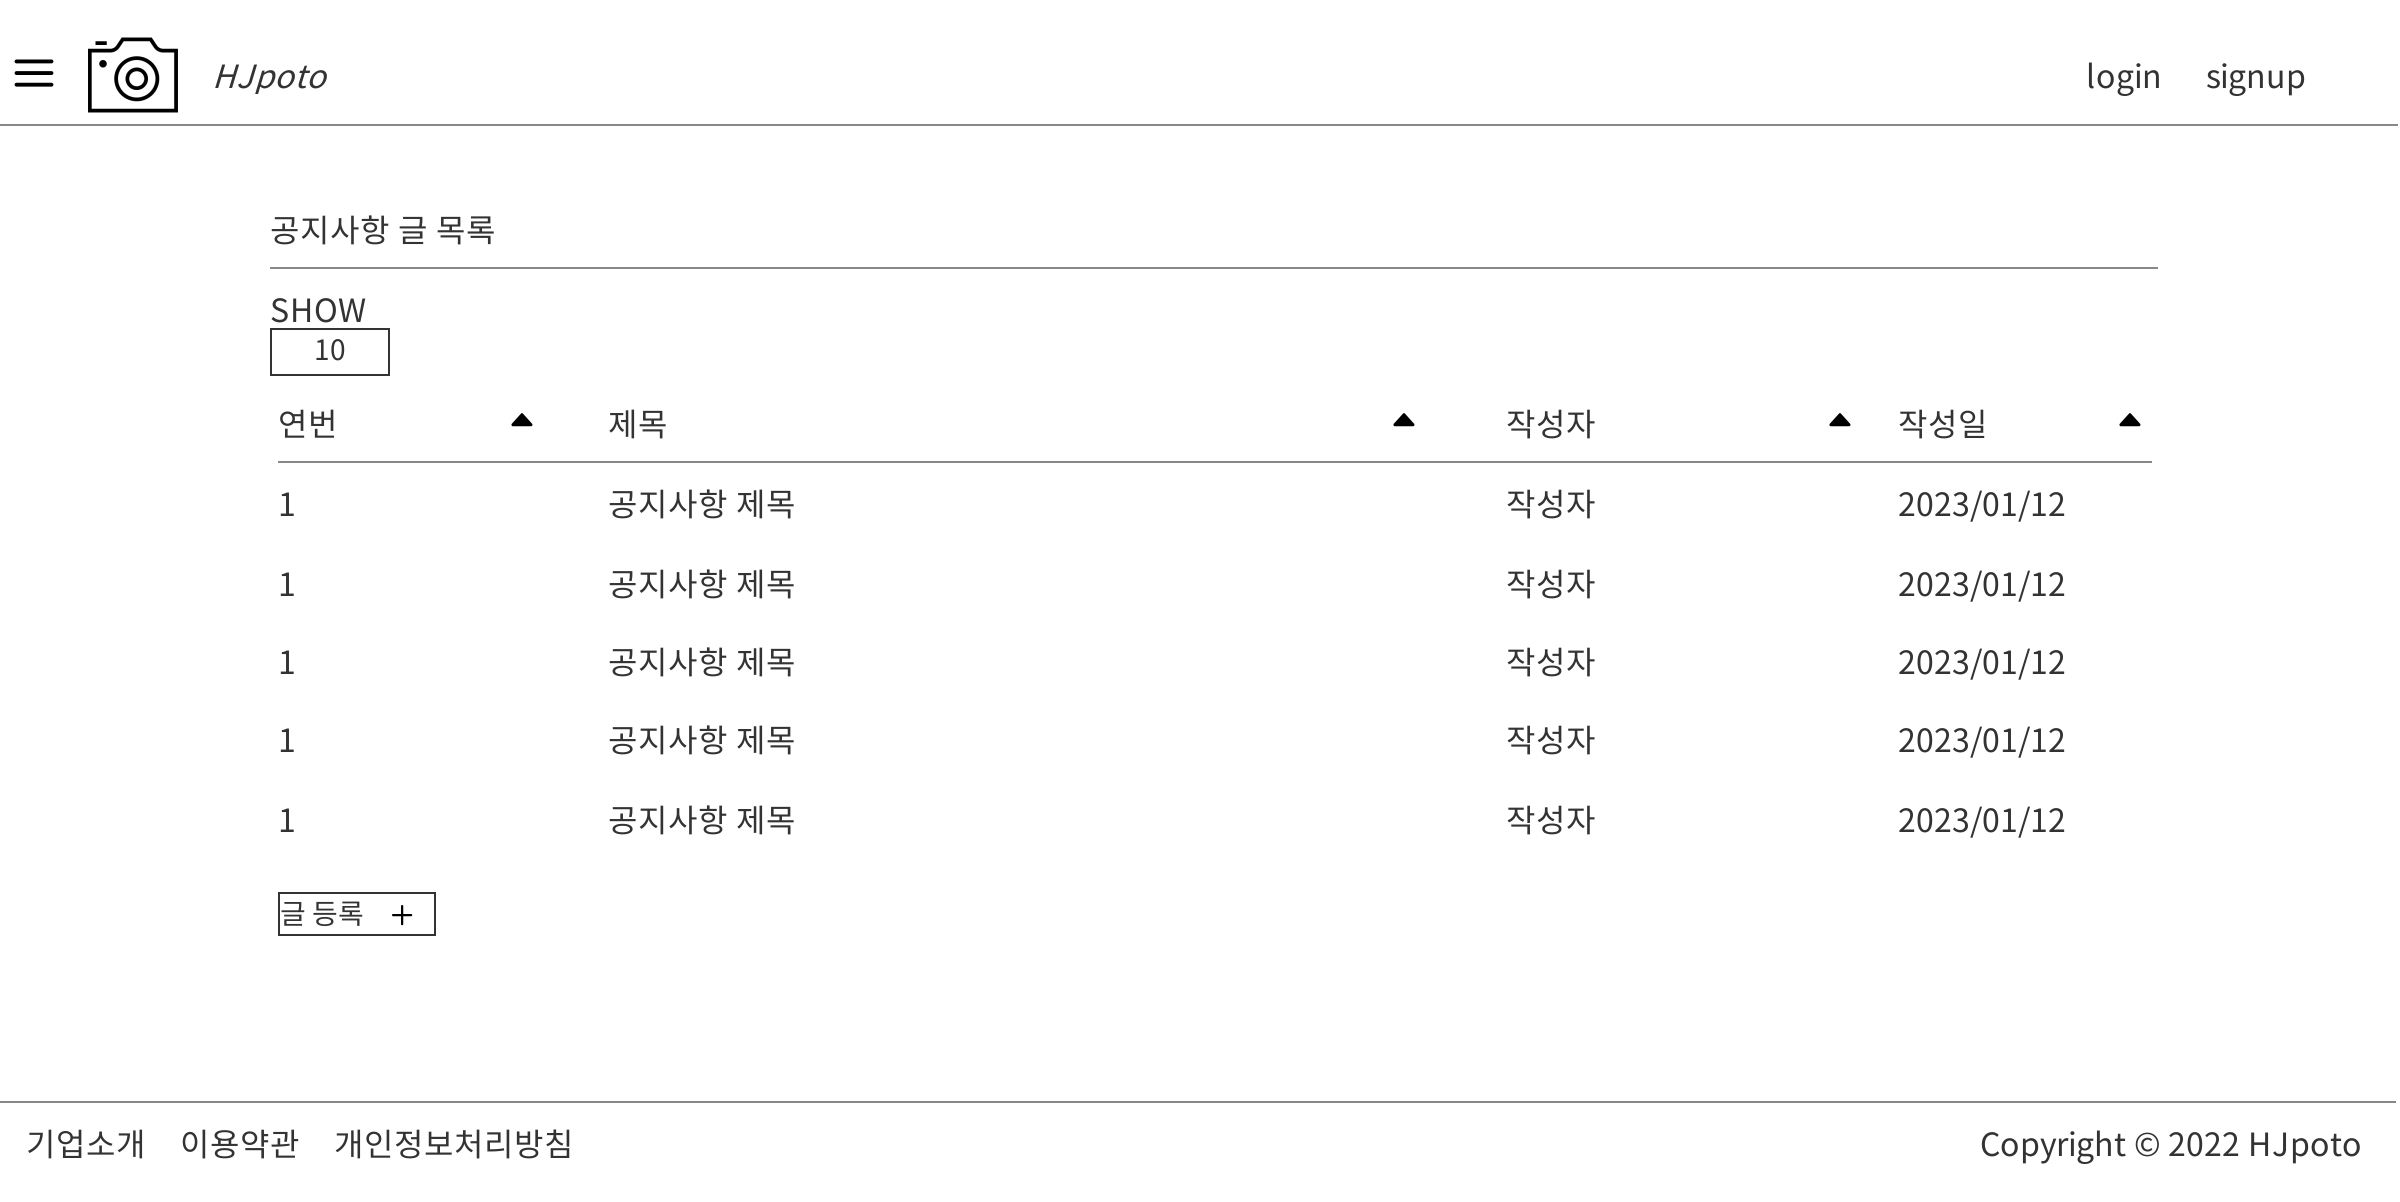 HJpoto login signup
공지사항 글 목록
SHOW
10
연번 제목 작성자 작성일
1 공지사항 제목 작성자 2023/01/12
1 공지사항 제목 작성자 2023/01/12
1 공지사항 제목 작성자 2023/01/12
1 공지사항 제목 작성자 2023/01/12
1 공지사항 제목 작성자 2023/01/12
글 등록 +
기업소개 이용약관 개인정보처리방침 Copyright © 2022 HJpoto